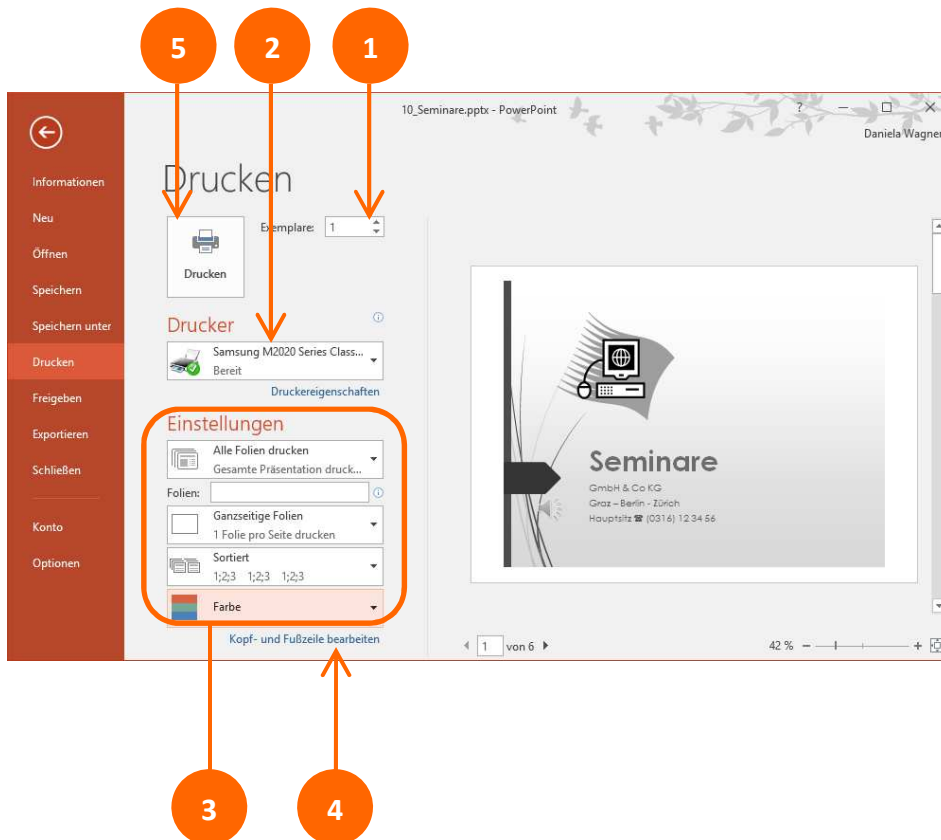 5 2 1
10_Seminare.pptx - PowerPoint
?
Daniela Wagner
Informationen
Neu
Öffnen
Speichern
Speichern unter
Drucken
Freigeben
Exportieren
Schließen
Konto
Optionen
Drucken
Exemplare: 1
Drucken
Drucker
Samsung M2020 Series Class...
Bereit
Druckereigenschaften
Einstellungen
Alle Folien drucken
Gesamte Präsentation druck...
Folien:
Ganzseitige Folien
1 Folie pro Seite drucken
Sortiert
1;2;3 1;2;3 1;2;3
Farbe
Kopf- und Fußzeile bearbeiten
Seminare
GmbH & Co KG
Graz – Berlin - Zürich
Hauptsitz ☎ (0316) 12 34 56
1 von 6
42 %
3 4